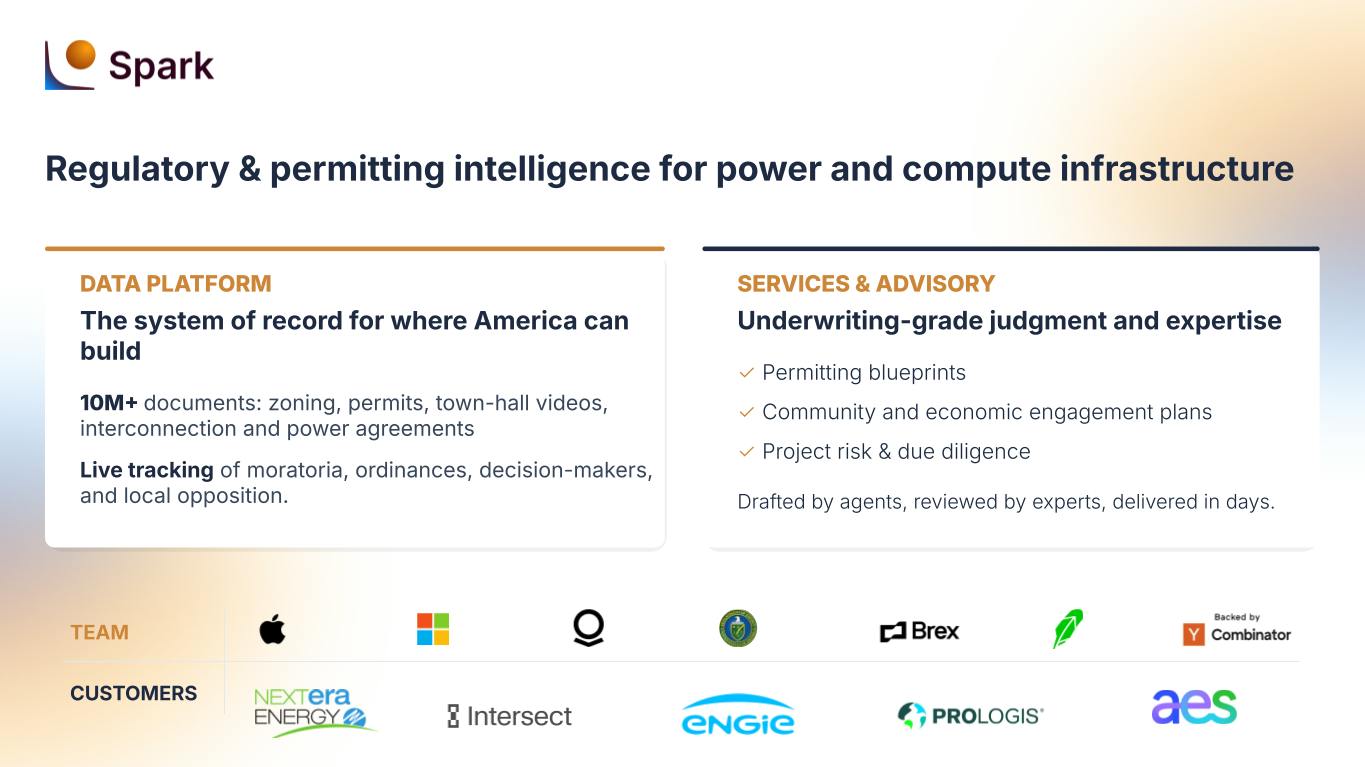 Spark
Regulatory & permitting intelligence for power and compute infrastructure
DATA PLATFORM
The system of record for where America can
build
10M+ documents: zoning, permits, town-hall videos,
interconnection and power agreements
Live tracking of moratoria, ordinances, decision-makers,
and local opposition.
SERVICES & ADVISORY
Underwriting-grade judgment and expertise
✓ Permitting blueprints
✓ Community and economic engagement plans
✓ Project risk & due diligence
Drafted by agents, reviewed by experts, delivered in days.
TEAM
Brex
Backed by
Y Combinator
CUSTOMERS
NEXTera
ENERGY
Intersect
ENGIE
PROLOGIS®
aes